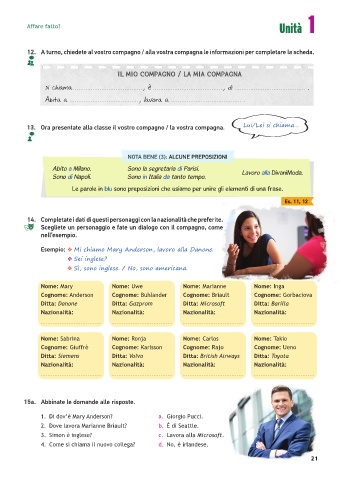 Affare fatto!
Unità 1
12. A turno, chiedete al vostro compagno / alla vostra compagna le informazioni per completare la scheda.
IL MIO COMPAGNO / LA MIA COMPAGNA
Si chiama ..., è ..., di ...
Abita a ..., lavora a ...
13. Ora presentate alla classe il vostro compagno / la vostra compagna.
Lui/Lei si chiama...
NOTA BENE (3): ALCUNE PREPOSIZIONI
Abito a Milano.
Sono di Napoli.
Sono la segretaria di Parisi.
Sono in Italia da tanto tempo.
Lavoro alla DivaniModa.
Le parole in blu sono preposizioni che usiamo per unire gli elementi di una frase.
Es. 11, 12
14. Completate i dati di questi personaggi con la nazionalità che preferite.
Scegliete un personaggio e fate un dialogo con il compagno, come
nell'esempio.
Esempio: Mi chiamo Mary Anderson, lavoro alla Danone.
Sei inglese?
Sì, sono inglese / No, sono americana.
Nome: Mary
Cognome: Anderson
Ditta: Danone
Nazionalità:
Nome: Uwe
Cognome: Buhlander
Ditta: Gazprom
Nazionalità:
Nome: Marianne
Cognome: Briault
Ditta: Microsoft
Nazionalità:
Nome: Inga
Cognome: Gorbaciova
Ditta: Barilla
Nazionalità:
Nome: Sabrina
Cognome: Giuffrè
Ditta: Siemens
Nazionalità:
Nome: Ronja
Cognome: Karlsson
Ditta: Volvo
Nazionalità:
Nome: Carlos
Cognome: Rajo
Ditta: British Airways
Nazionalità:
Nome: Takio
Cognome: Ueno
Ditta: Toyota
Nazionalità:
15a. Abbinate le domande alle risposte.
1. Di dov'è Mary Anderson?
2. Dove lavora Marianne Briault?
3. Simon è inglese?
4. Come si chiama il nuovo collega?
a. Giorgio Pucci.
b. È di Seattle.
c. Lavora alla Microsoft.
d. No, è irlandese.
21